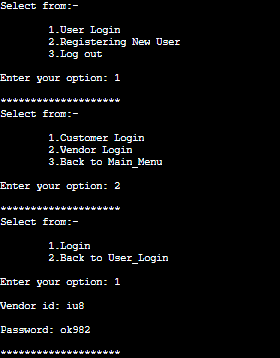 Select from:-
1.User Login
2.Registering New User
3.Log out
Enter your option: 1
********************
Select from:-
1.Customer Login
2.Vendor Login
3.Back to Main_Menu
Enter your option: 2
********************
Select from:-
1.Login
2.Back to User_Login
Enter your option: 1
Vendor id: iu8
Password: ok982
********************